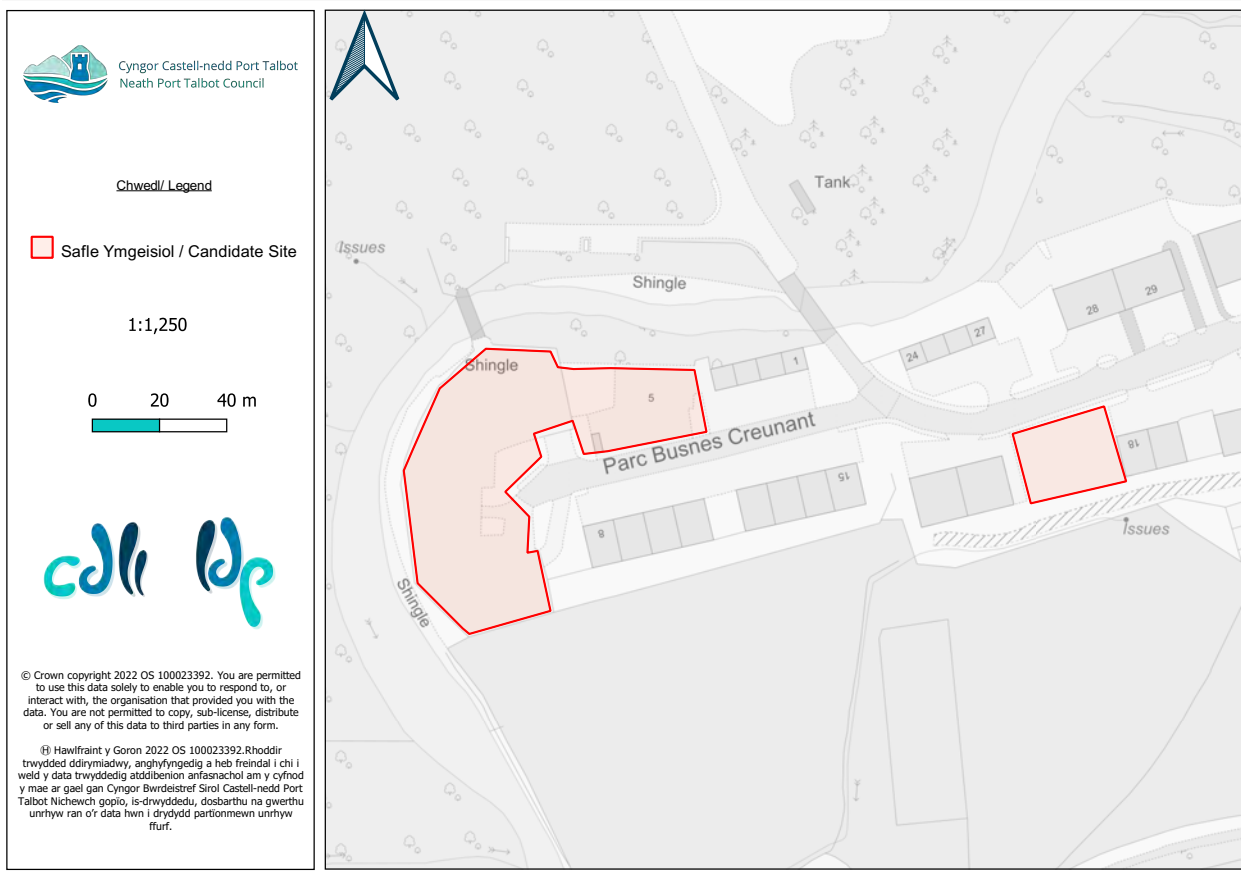 Cyngor Castell-nedd Port Talbot
Neath Port Talbot Council
Chwedl/ Legend
Safle Ymgeisiol / Candidate Site
1:1,250
0 20 40 m
cdll ldp
© Crown copyright 2022 OS 100023392. You are permitted
to use this data solely to enable you to respond to, or
interact with, the organisation that provided you with the
data. You are not permitted to copy, sub-license, distribute
or sell any of this data to third parties in any form.
Ⓗ Hawlfraint y Goron 2022 OS 100023392.Rhoddir
trwydded ddirymiadwy, anghyfyngedig a heb freindal i chi i
weld y data trwyddedig atddibenion anfasnachol am y cyfnod
y mae ar gael gan Cyngor Bwrdeistref Sirol Castell-nedd Port
Talbot Nichewch gopïo, is-drwyddedu, dosbarthu na gwerthu
unrhyw ran o'r data hwn i drydydd partïonmewn unrhyw
ffurf.
Tank
Issues
Shingle
29
28
27
24
1
Shingle
5
Parc Busnes Creunant
18
15
8
Issues
Shingle